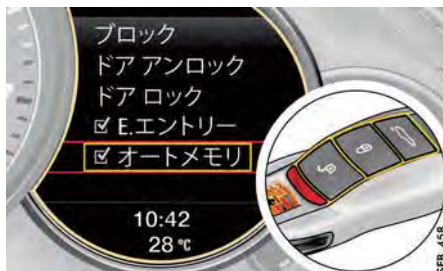 ブロック
ドア アンロック
ドア ロック
☑ E.エントリー
☑ オートメモリ
10:42
28 ℃